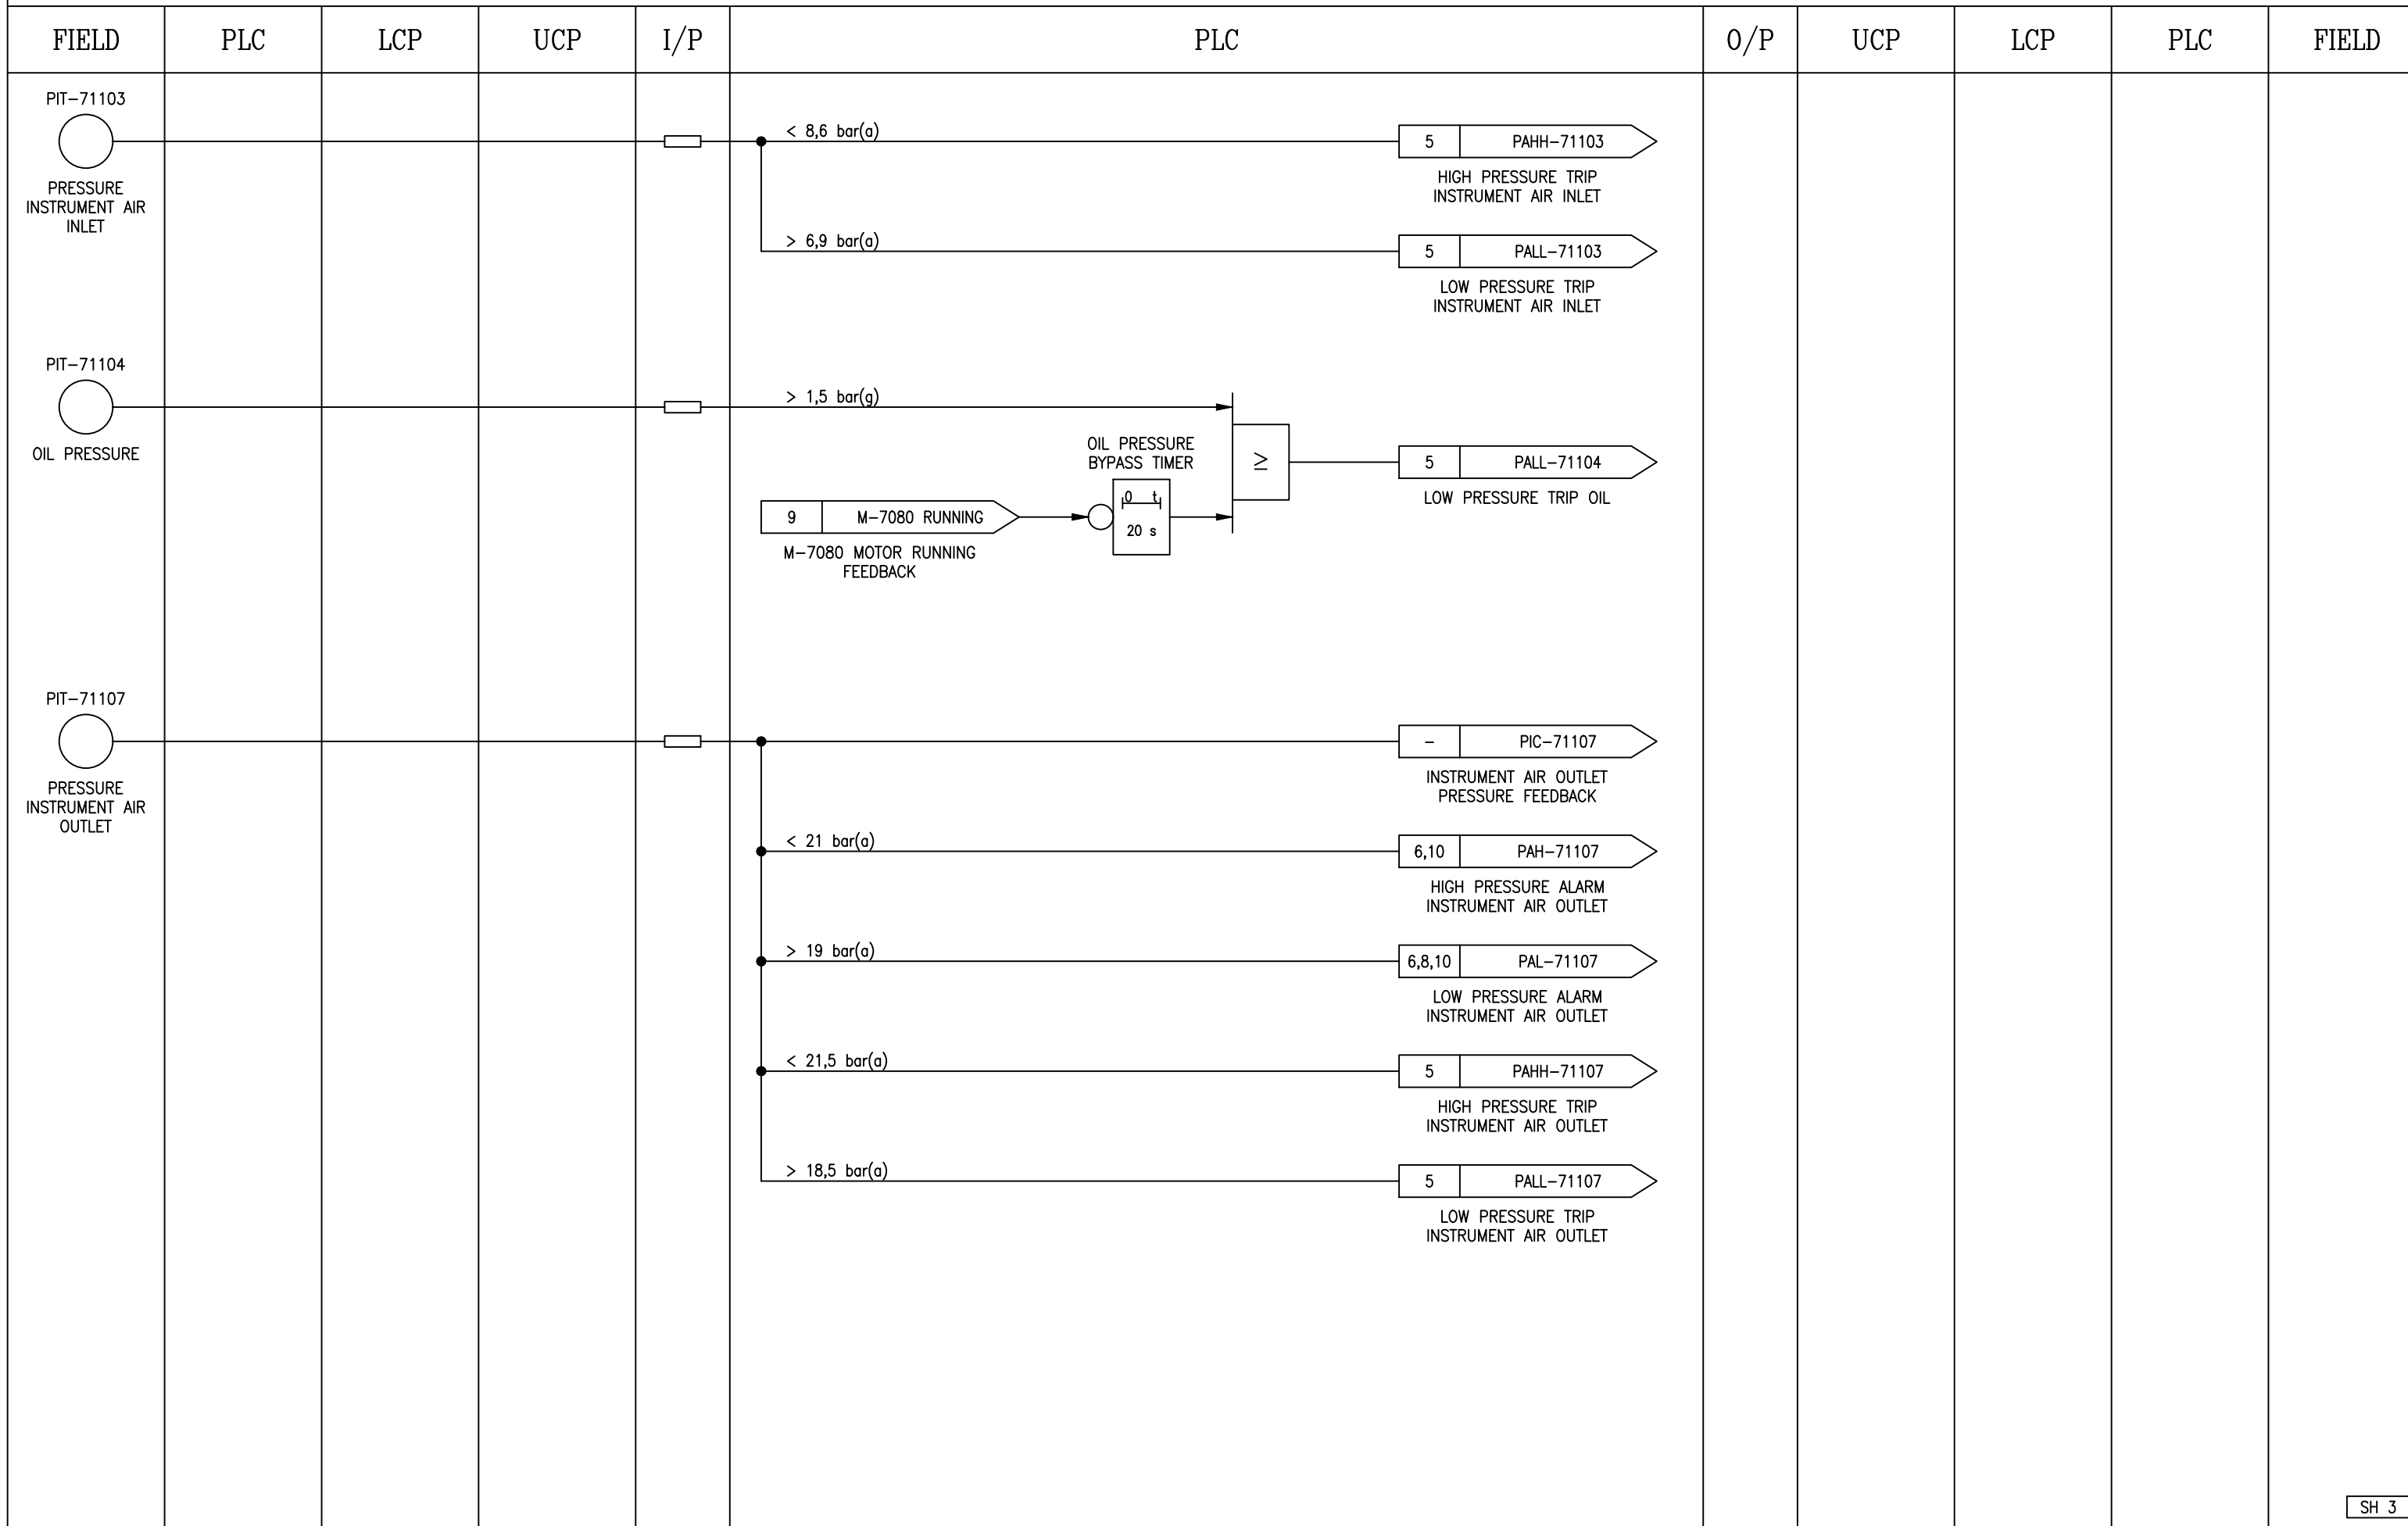 FIELD PLC LCP UCP I/P PLC O/P UCP LCP PLC FIELD
PIT-71103
PRESSURE
INSTRUMENT AIR
INLET
< 8,6 bar(a)
5 PAHH-71103
HIGH PRESSURE TRIP
INSTRUMENT AIR INLET
> 6,9 bar(a)
5 PALL-71103
LOW PRESSURE TRIP
INSTRUMENT AIR INLET
PIT-71104
OIL PRESSURE
> 1,5 bar(g)
OIL PRESSURE
BYPASS TIMER
0 t
20 s
≥
9 M-7080 RUNNING
M-7080 MOTOR RUNNING
FEEDBACK
5 PALL-71104
LOW PRESSURE TRIP OIL
PIT-71107
PRESSURE
INSTRUMENT AIR
OUTLET
- PIC-71107
INSTRUMENT AIR OUTLET
PRESSURE FEEDBACK
< 21 bar(a)
6,10 PAH-71107
HIGH PRESSURE ALARM
INSTRUMENT AIR OUTLET
> 19 bar(a)
6,8,10 PAL-71107
LOW PRESSURE ALARM
INSTRUMENT AIR OUTLET
< 21,5 bar(a)
5 PAHH-71107
HIGH PRESSURE TRIP
INSTRUMENT AIR OUTLET
> 18,5 bar(a)
5 PALL-71107
LOW PRESSURE TRIP
INSTRUMENT AIR OUTLET
SH 3